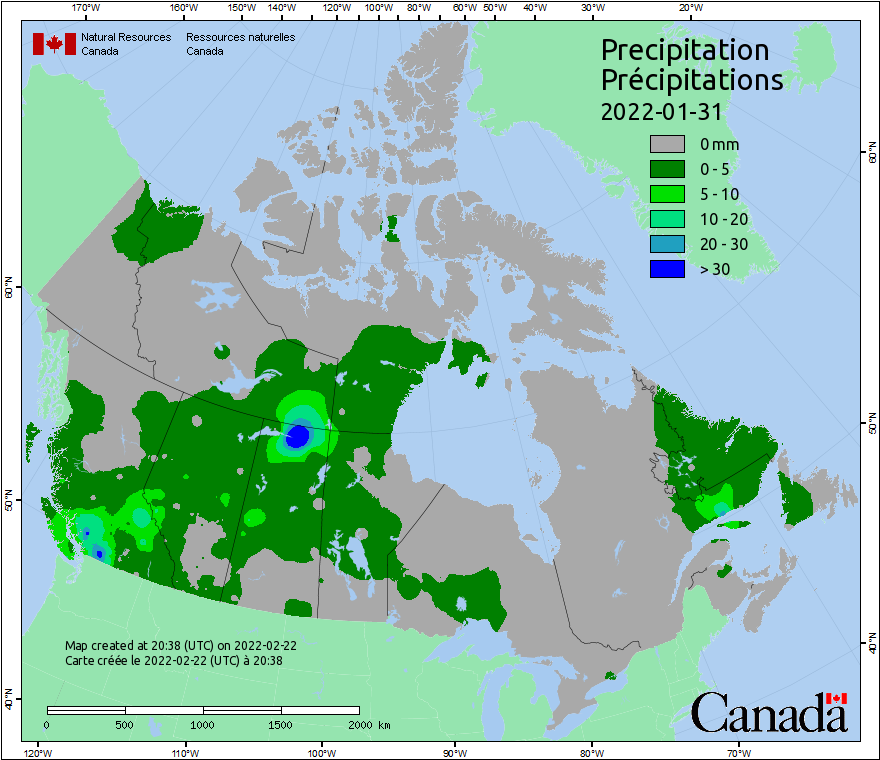 170°W 160°W 150°W 140°W 130°W 120°W 110°W 100°W 90°W 80°W 70°W 60°W 50°W 40°W 30°W 20°W
Natural Resources Ressources naturelles
Canada Canada
Precipitation
Précipitations
2022-01-31
0 mm
0 - 5
5 - 10
10 - 20
20 - 30
> 30
60°N 60°N
50°N 50°N
40°N 40°N
Map created at 20:38 (UTC) on 2022-02-22
Carte créée le 2022-02-22 (UTC) à 20:38
0 500 1000 1500 2000 km
Canada
120°W 110°W 100°W 90°W 80°W 70°W